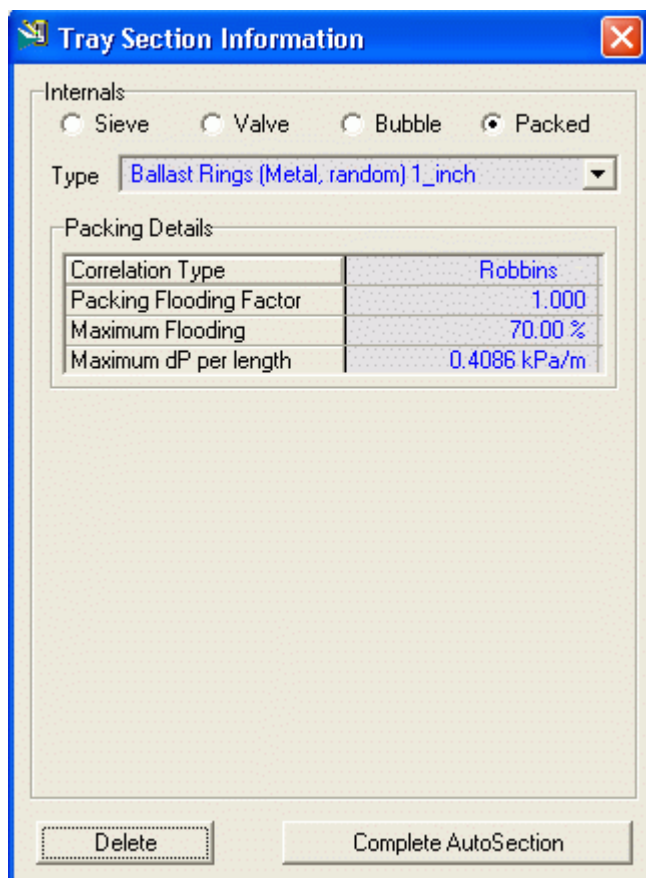 Tray Section Information
Internals
Sieve Valve Bubble Packed
Type Ballast Rings (Metal, random) 1_inch
Packing Details
Correlation Type Robbins
Packing Flooding Factor 1.000
Maximum Flooding 70.00 %
Maximum dP per length 0.4086 kPa/m
Delete Complete AutoSection